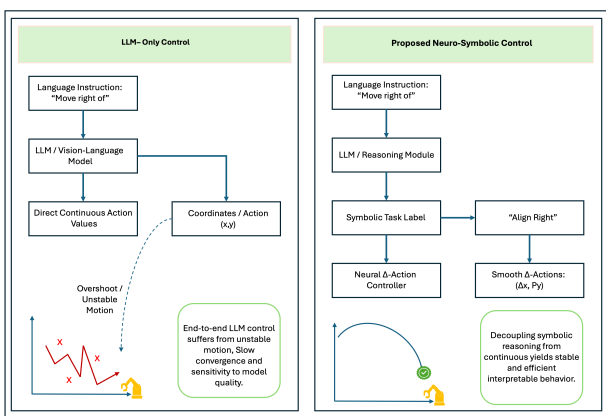 LLM– Only Control
Language Instruction:
“Move right of”
LLM / Vision-Language
Model
Direct Continuous Action
Values
Coordinates / Action
(x,y)
Overshoot /
Unstable
Motion
X
X
X
End-to-end LLM control
suffers from unstable
motion, Slow
convergence and
sensitivity to model
quality.
Proposed Neuro-Symbolic Control
Language Instruction:
“Move right of”
LLM / Reasoning Module
Symbolic Task Label
“Align Right”
Neural Δ-Action
Controller
Smooth Δ-Actions:
(Δx, Py)
Decoupling symbolic
reasoning from
continuous yields stable
and efficient
interpretable behavior.